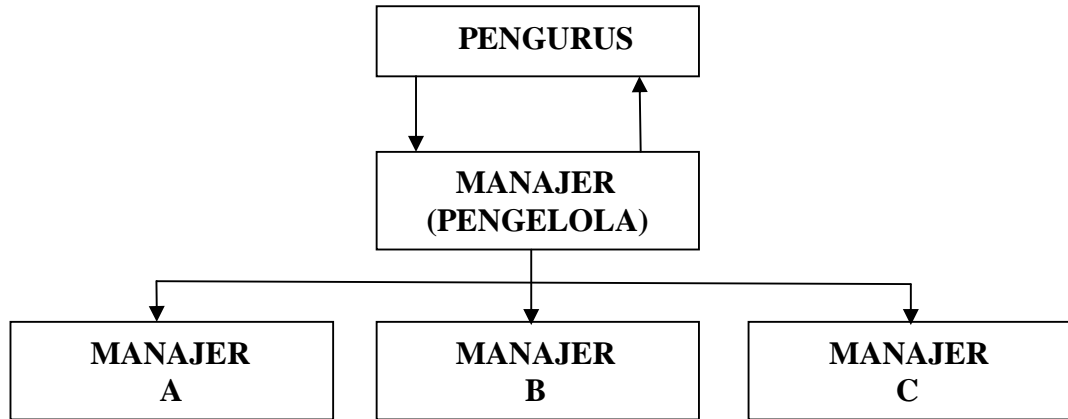 PENGURUS
MANAJER
(PENGELOLA)
MANAJER
A
MANAJER
B
MANAJER
C